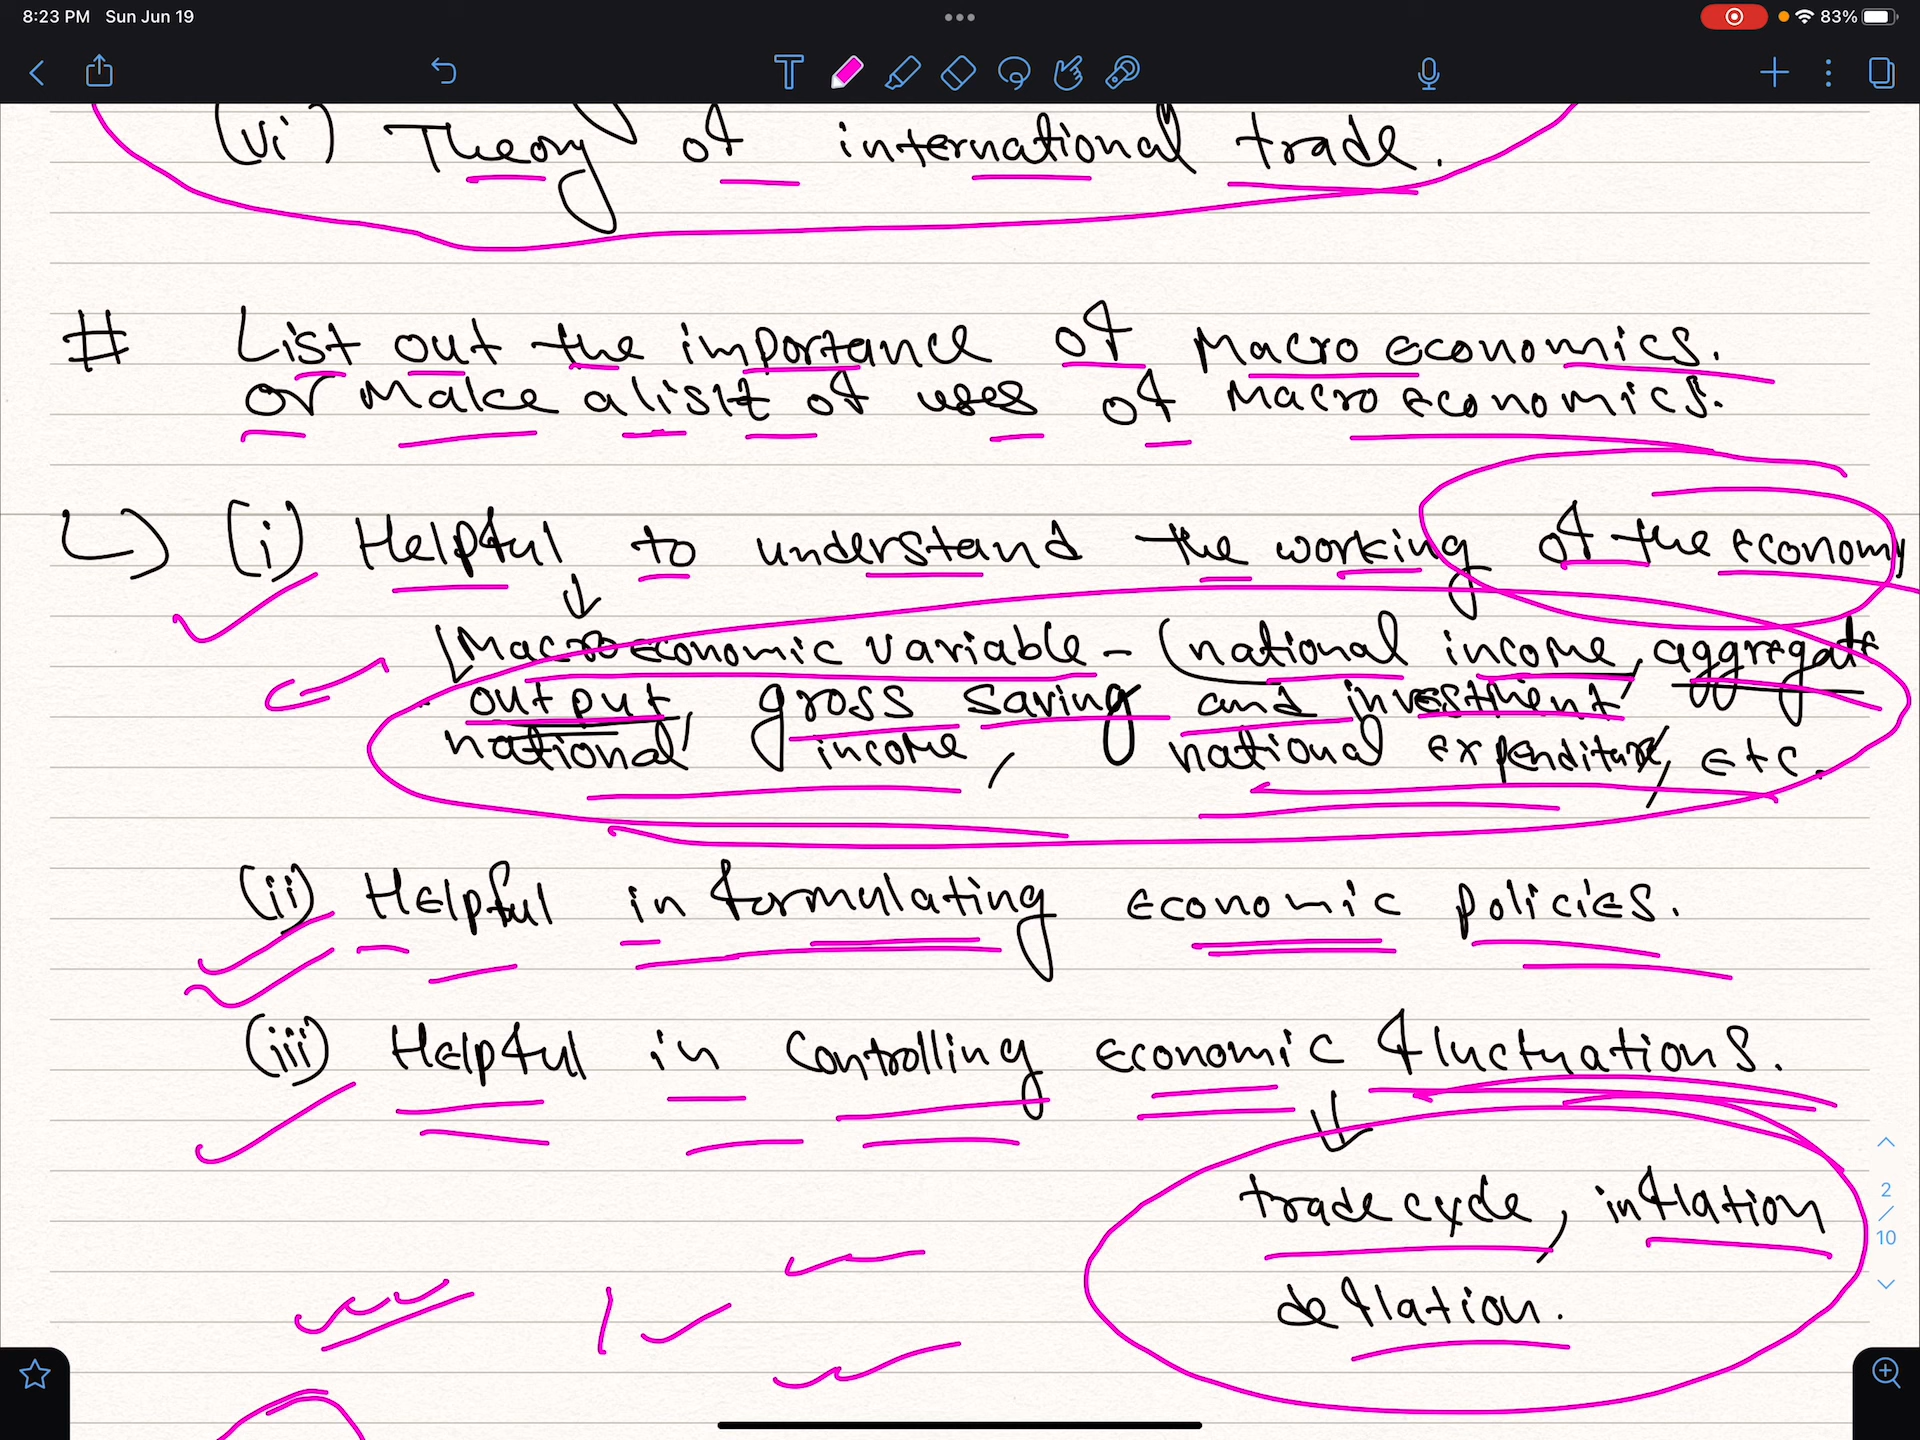 8:23 PM Sun Jun 19
83%
(vi) Theory of international trade.
# List out the importance of Macro economics.
or Make a lisIt of uses of Macro economics.
(i) Helpful to understand the working of the economy
Macroeconomic variable - (national income, aggregate
output, gross saving and investment,
national income, national expenditure, etc.
(ii) Helpful in formulating economic policies.
(iii) Helpful in controlling economic fluctuations.
trade cycle, inflation
deflation.
2
/
10